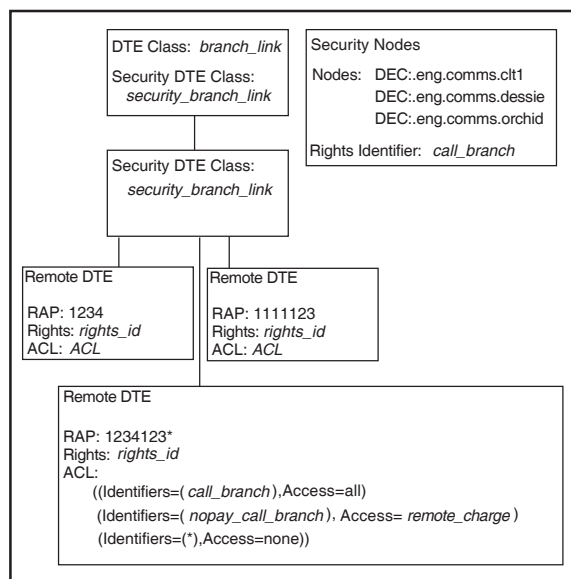 DTE Class: branch_link
Security DTE Class:
security_branch_link
Security Nodes
Nodes: DEC:.eng.comms.clt1
DEC:.eng.comms.dessie
DEC:.eng.comms.orchid
Rights Identifier: call_branch
Security DTE Class:
security_branch_link
Remote DTE
RAP: 1234
Rights: rights_id
ACL: ACL
Remote DTE
RAP: 1111123
Rights: rights_id
ACL: ACL
Remote DTE
RAP: 1234123*
Rights: rights_id
ACL:
((Identifiers=( call_branch),Access=all)
(Identifiers=( nopay_call_branch), Access= remote_charge)
(Identifiers=(*),Access=none))